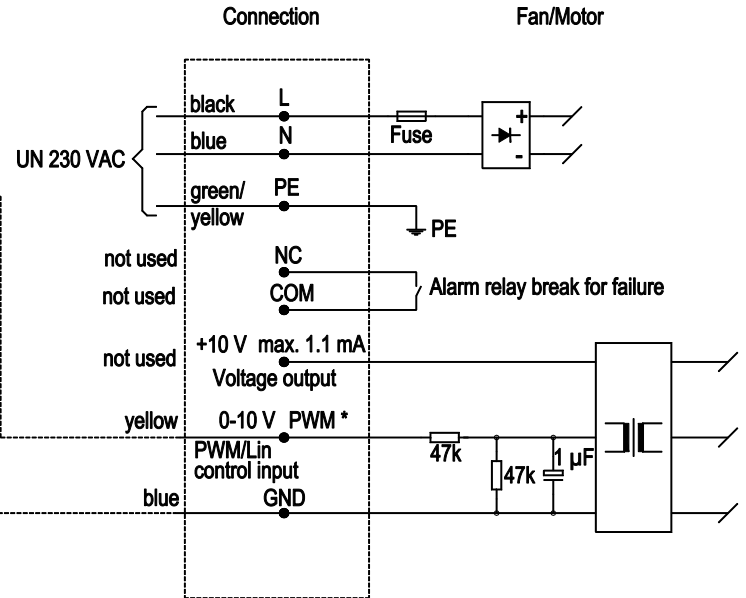 Connection
Fan/Motor
black
L
blue
N
Fuse
+
-
UN 230 VAC
green/
yellow
PE
PE
not used
NC
not used
COM
Alarm relay break for failure
not used
+10 V max. 1.1 mA
Voltage output
yellow
0-10 V PWM *
PWM/Lin
control input
47k
47k
1 µF
blue
GND